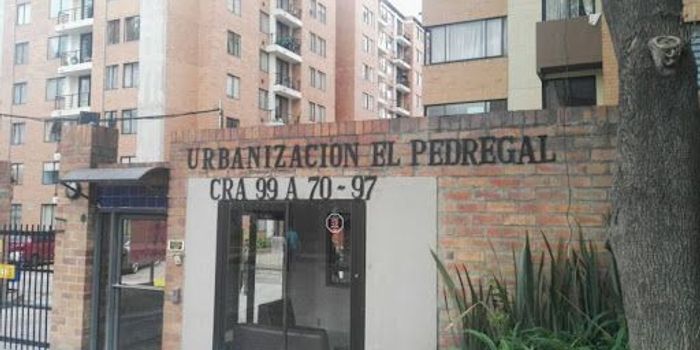 URBANIZACION EL PEDREGAL
CRA 99 A 70-97